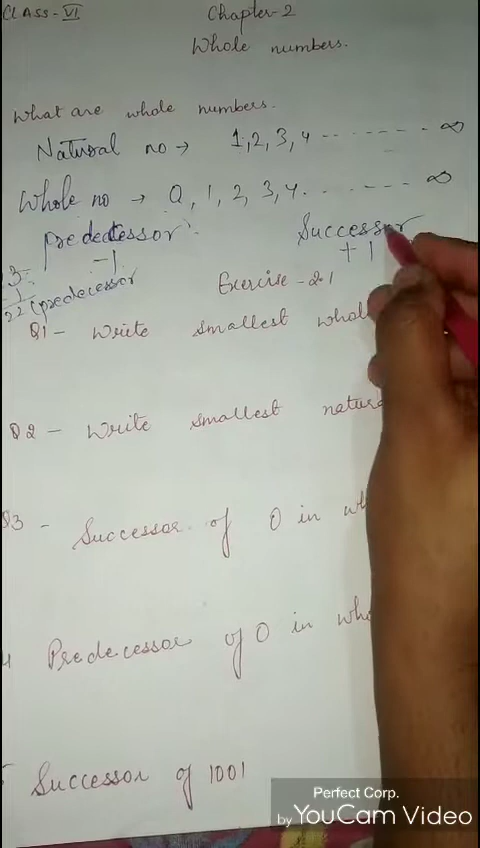 CLASS-VI
Chapter-2
Whole numbers.
What are whole numbers.
Natural no → 1,2,3,4 ------- ∞
Whole no → 0, 1, 2, 3,4. ------ ∞
Predecessor Successor
-1 +1
3
-1
22 (predecessor
Exercise - 2.1
Q1 - Write smallest whol
Q2 - Write smallest natura
Q3 - Successor of 0 in wh
4 Predecessor of 0 in who
Successor of 1001
Perfect Corp.
by YouCam Video